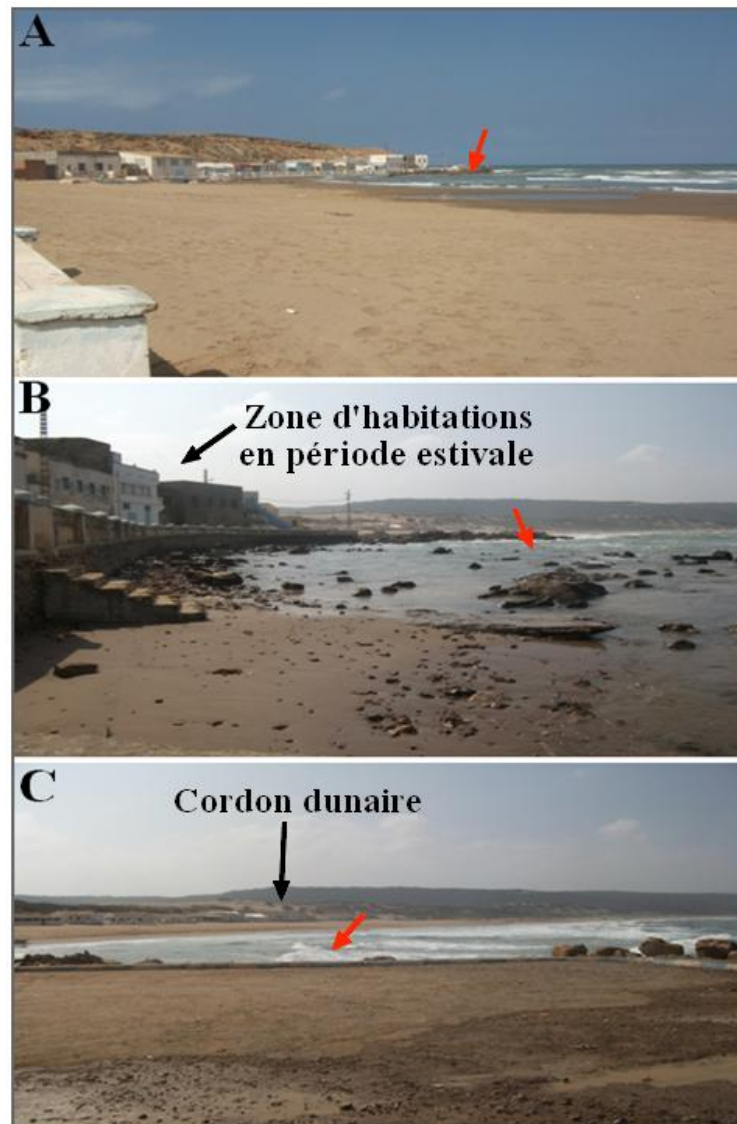 A
B
Zone d'habitations
en période estivale
C
Cordon dunaire